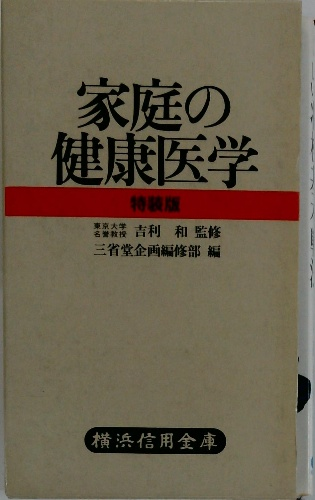 家庭の
健康医学
特装版
東京大学
名誉教授 吉利 和 監修
三省堂企画編修部 編
横浜信用金庫